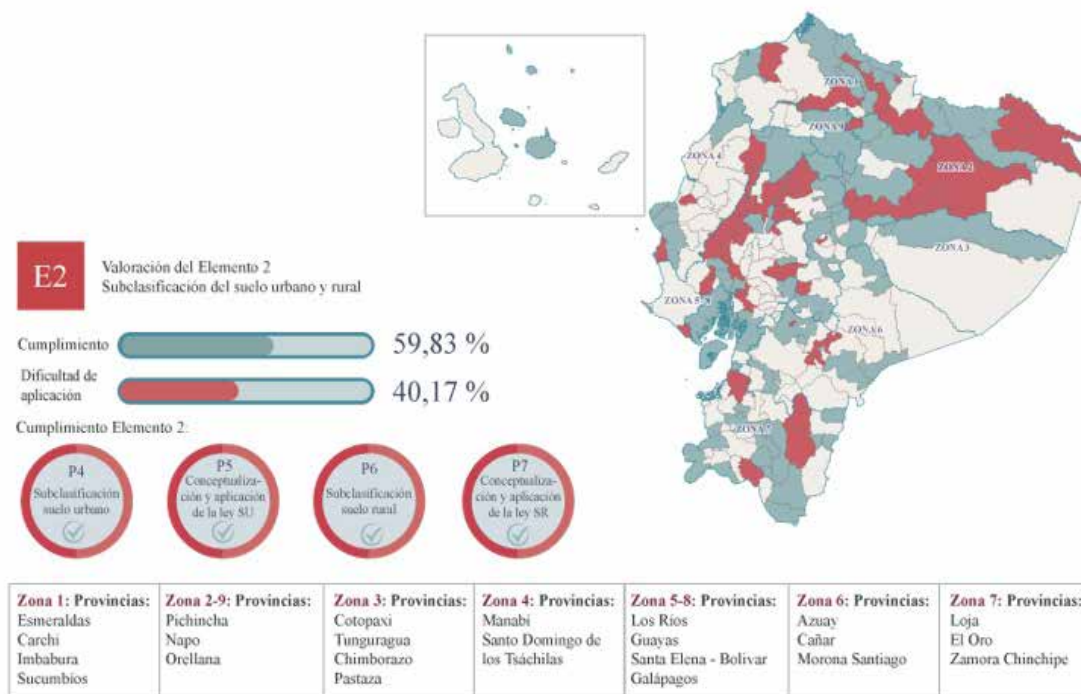 ZONA 1
ZONA 9
ZONA 4
ZONA 2
ZONA 3
ZONA 5-8
ZONA 6
ZONA 7
E2
Valoración del Elemento 2
Subclasificación del suelo urbano y rural
Cumplimiento
59,83 %
Dificultad de
aplicación
40,17 %
Cumplimiento Elemento 2:
P4
Subclasificación
suelo urbano
P5
Conceptualiza-
ción y aplicación
de la ley SU
P6
Subclasificación
suelo rural
P7
Conceptualiza-
ción y aplicación
de la ley SR
Zona 1: Provincias:
Esmeraldas
Carchi
Imbabura
Sucumbíos
Zona 2-9: Provincias:
Pichincha
Napo
Orellana
Zona 3: Provincias:
Cotopaxi
Tunguragua
Chimborazo
Pastaza
Zona 4: Provincias:
Manabí
Santo Domingo de
los Tsáchilas
Zona 5-8: Provincias:
Los Ríos
Guayas
Santa Elena - Bolivar
Galápagos
Zona 6: Provincias:
Azuay
Cañar
Morona Santiago
Zona 7: Provincias:
Loja
El Oro
Zamora Chinchipe